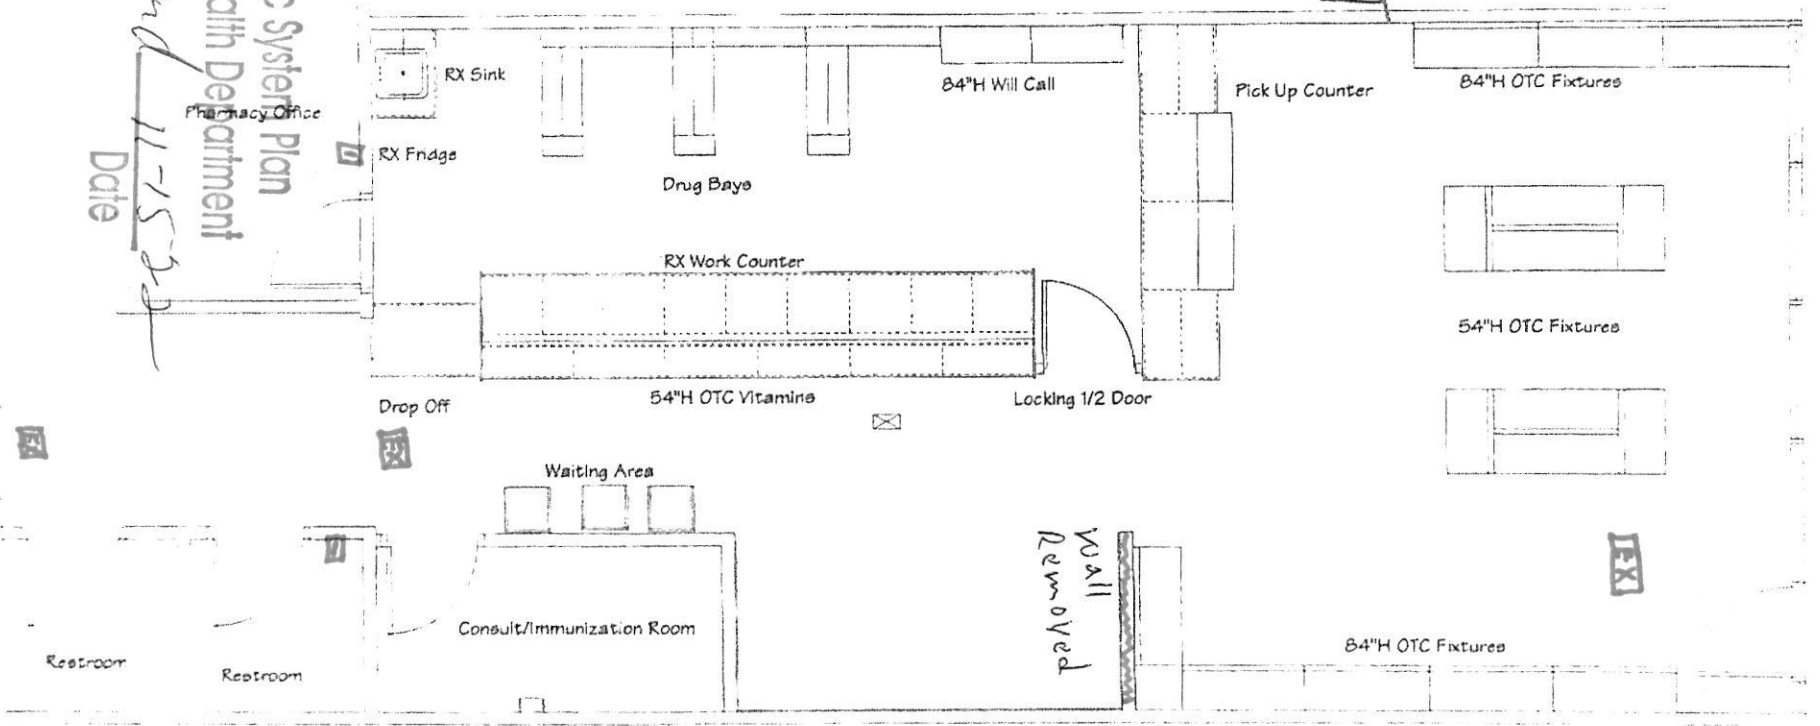 c System Plan
alth Department
Date
11-15-
RX Sink
84"H Will Call
Pick Up Counter
84"H OTC Fixtures
Pharmacy Office
RX Fridge
Drug Bays
RX Work Counter
54"H OTC Fixtures
Drop Off
54"H OTC Vitamins
Locking 1/2 Door
EX
EX
Waiting Area
Wall
Removed
EX
Consult/Immunization Room
84"H OTC Fixtures
Restroom
Restroom